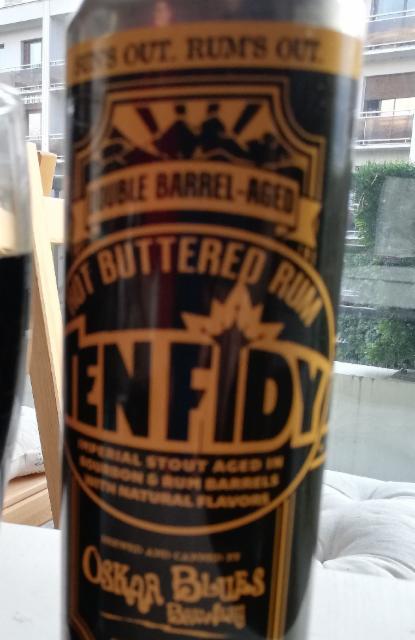 SUN'S OUT. RUM'S OUT.
DOUBLE BARREL-AGED
HOT BUTTERED RUM
TENFIDY
IMPERIAL STOUT AGED IN
BOURBON & RUM BARRELS
WITH NATURAL FLAVORS
BREWED AND CANNED BY
OSKAR BLUES
BREWERY